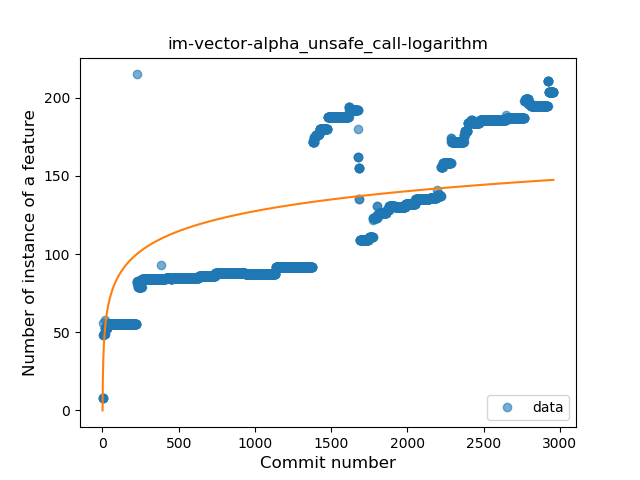 im-vector-alpha_unsafe_call-logarithm
Number of instance of a feature
200
150
100
50
0
data
0 500 1000 1500 2000 2500 3000
Commit number